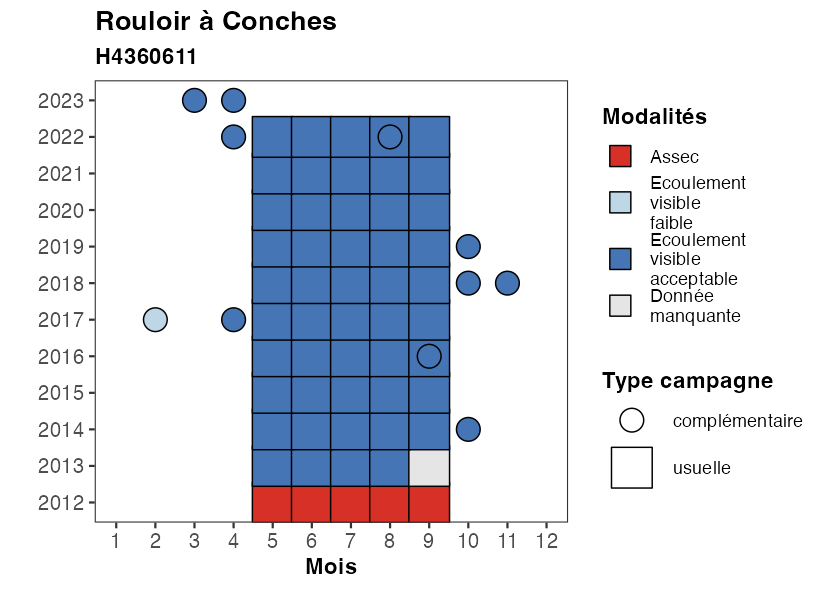 Rouloir à Conches
H4360611
2023
2022
2021
2020
2019
2018
2017
2016
2015
2014
2013
2012
1 2 3 4 5 6 7 8 9 10 11 12
Mois
Modalités
Assec
Ecoulement
visible
faible
Ecoulement
visible
acceptable
Donnée
manquante
Type campagne
complémentaire
usuelle